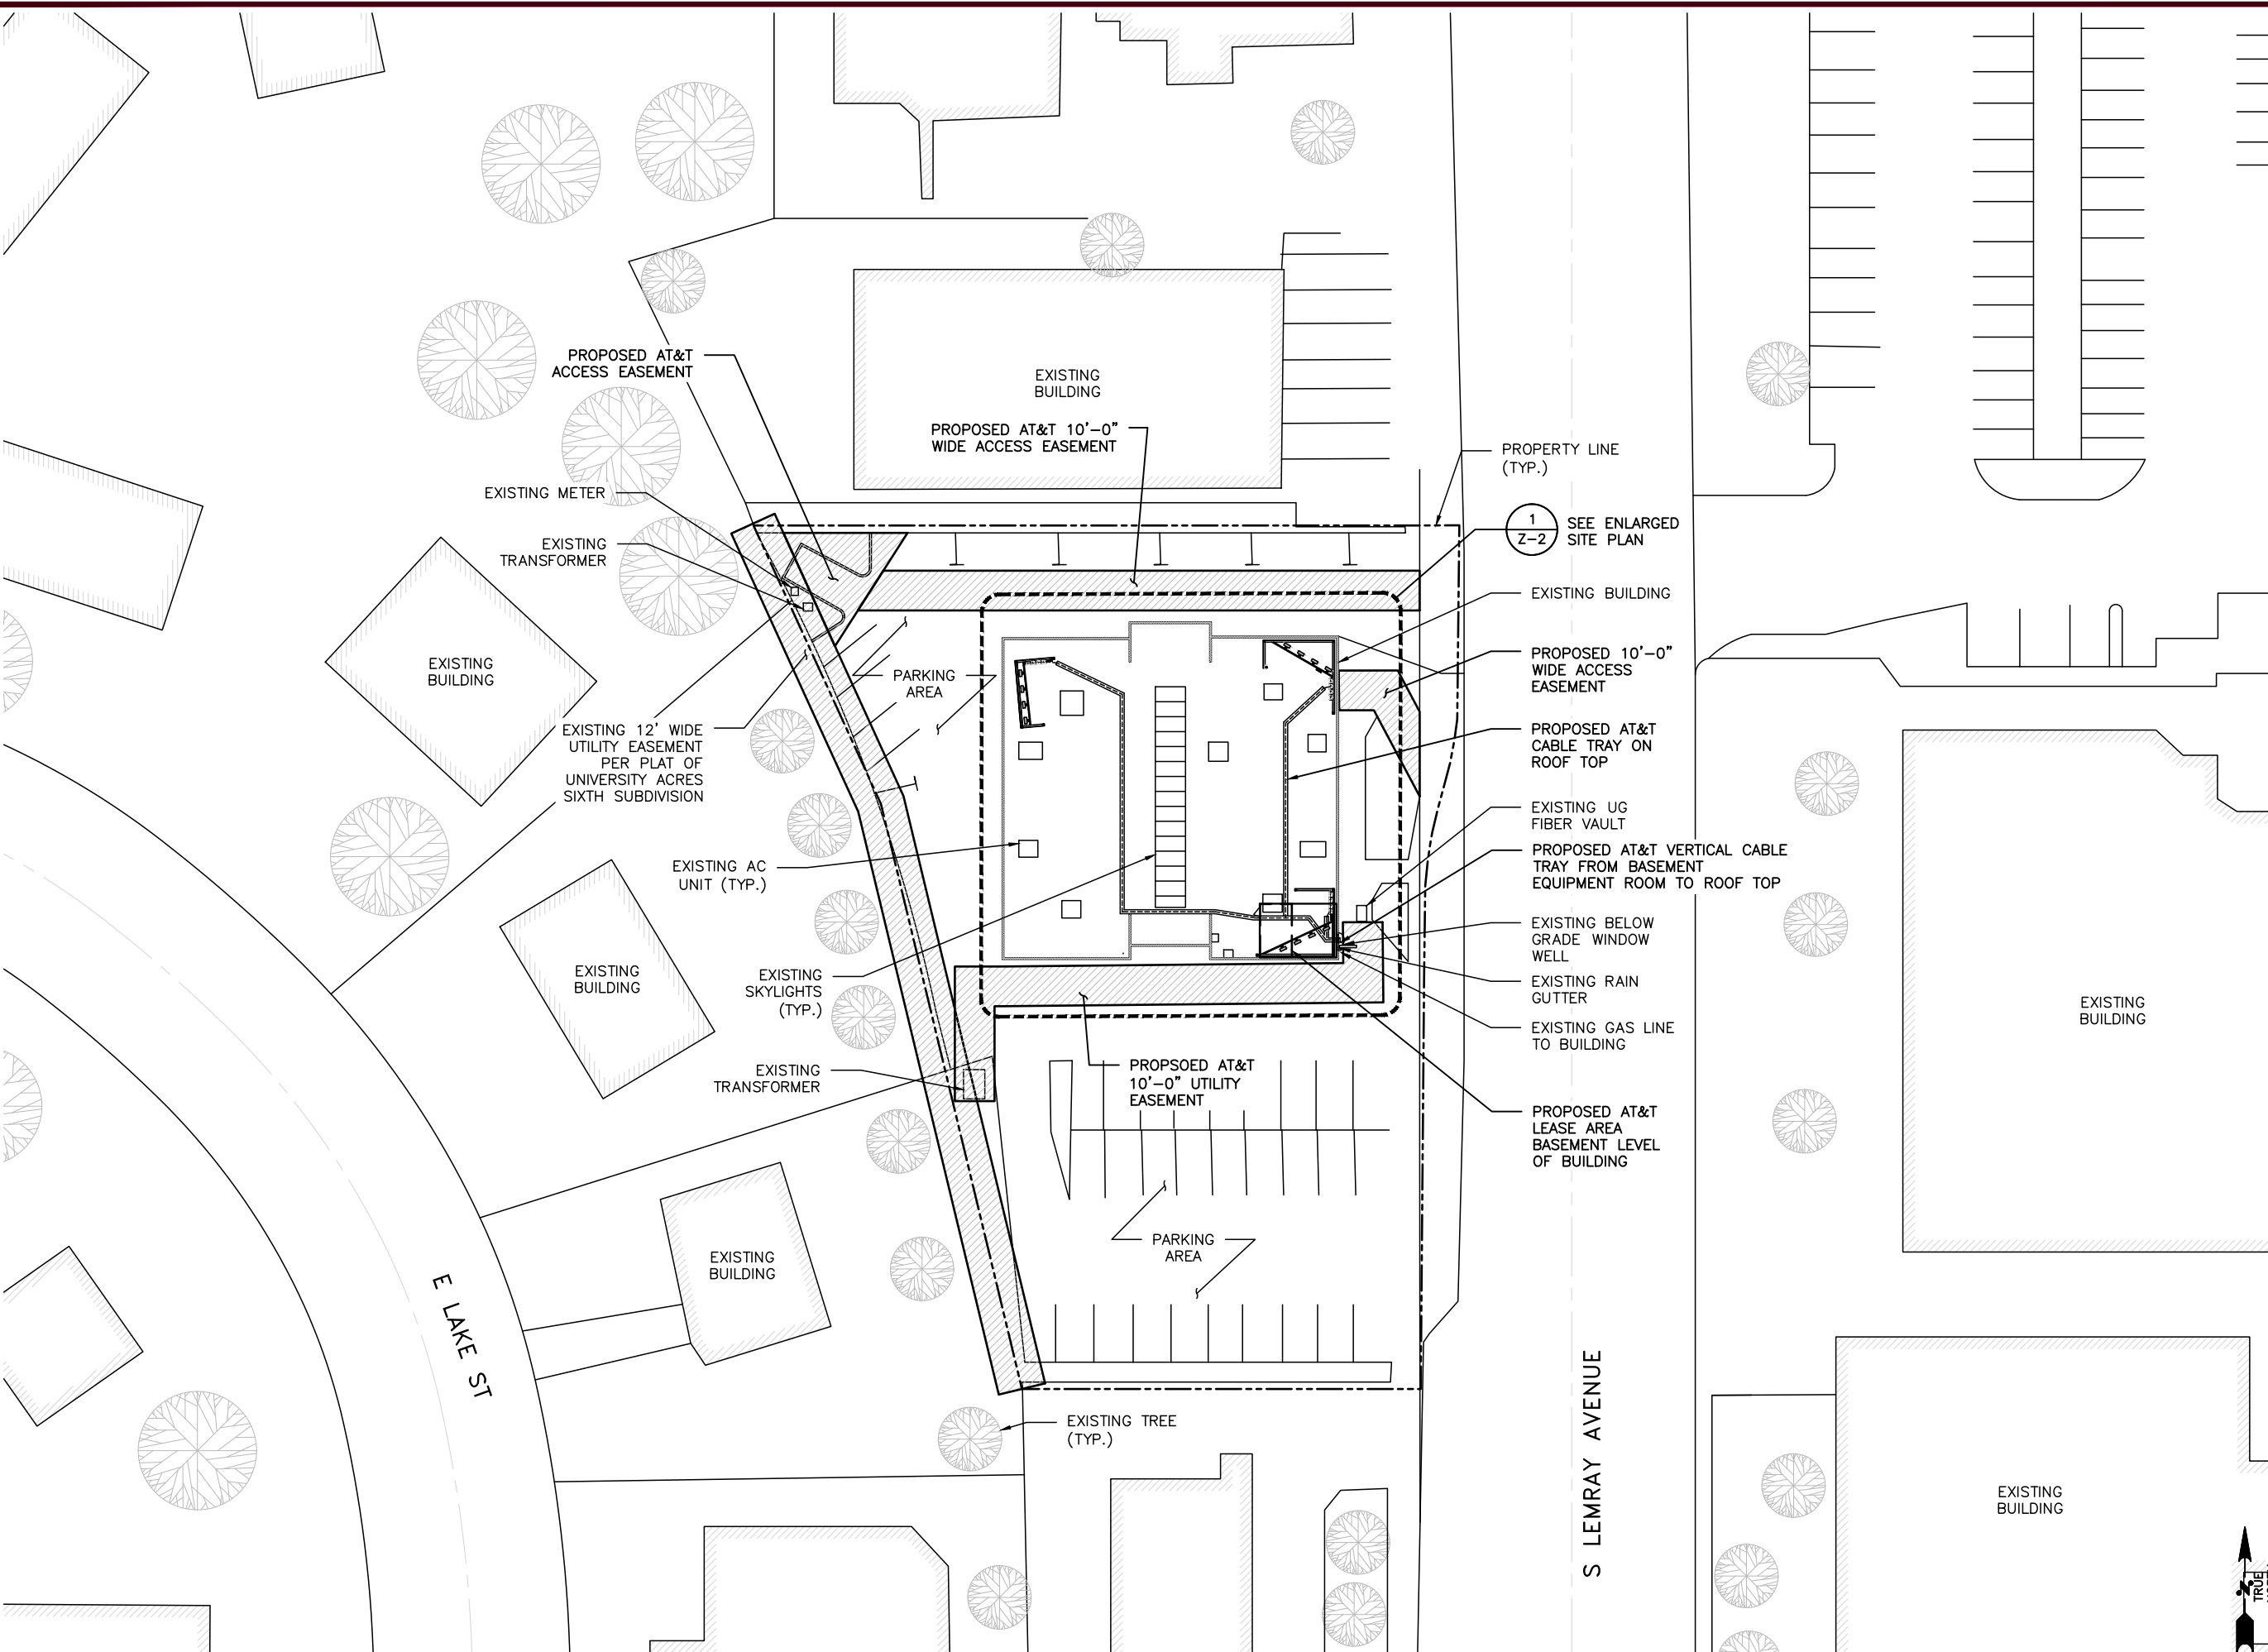 EXISTING
BUILDING
PROPOSED AT&T
ACCESS EASEMENT
PROPOSED AT&T 10'-0"
WIDE ACCESS EASEMENT
PROPERTY LINE
(TYP.)
EXISTING METER
1
Z-2
SEE ENLARGED
SITE PLAN
EXISTING
TRANSFORMER
EXISTING BUILDING
EXISTING
BUILDING
PARKING
AREA
PROPOSED 10'-0"
WIDE ACCESS
EASEMENT
EXISTING 12' WIDE
UTILITY EASEMENT
PER PLAT OF
UNIVERSITY ACRES
SIXTH SUBDIVISION
PROPOSED AT&T
CABLE TRAY ON
ROOF TOP
EXISTING UG
FIBER VAULT
PROPOSED AT&T VERTICAL CABLE
TRAY FROM BASEMENT
EQUIPMENT ROOM TO ROOF TOP
EXISTING AC
UNIT (TYP.)
EXISTING BELOW
GRADE WINDOW
WELL
EXISTING
BUILDING
EXISTING
SKYLIGHTS
(TYP.)
EXISTING RAIN
GUTTER
EXISTING
BUILDING
EXISTING GAS LINE
TO BUILDING
EXISTING
TRANSFORMER
PROPSOED AT&T
10'-0" UTILITY
EASEMENT
PROPOSED AT&T
LEASE AREA
BASEMENT LEVEL
OF BUILDING
PARKING
AREA
EXISTING
BUILDING
E LAKE ST
S LEMRAY AVENUE
EXISTING TREE
(TYP.)
EXISTING
BUILDING
N
TRUE